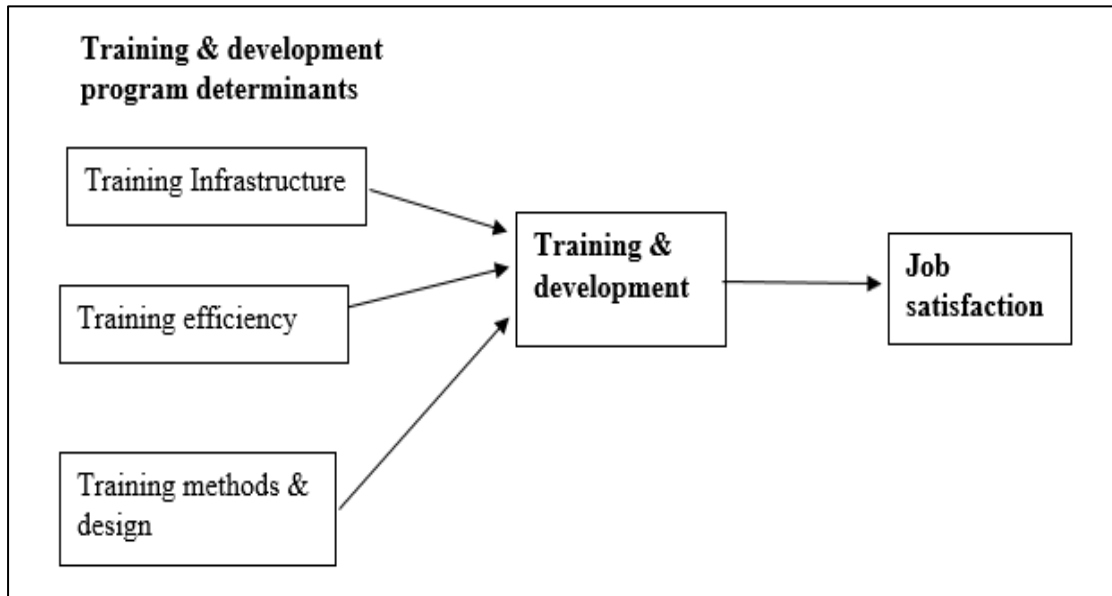 Training & development
program determinants
Training Infrastructure
Training efficiency
Training methods &
design
Training &
development
Job
satisfaction